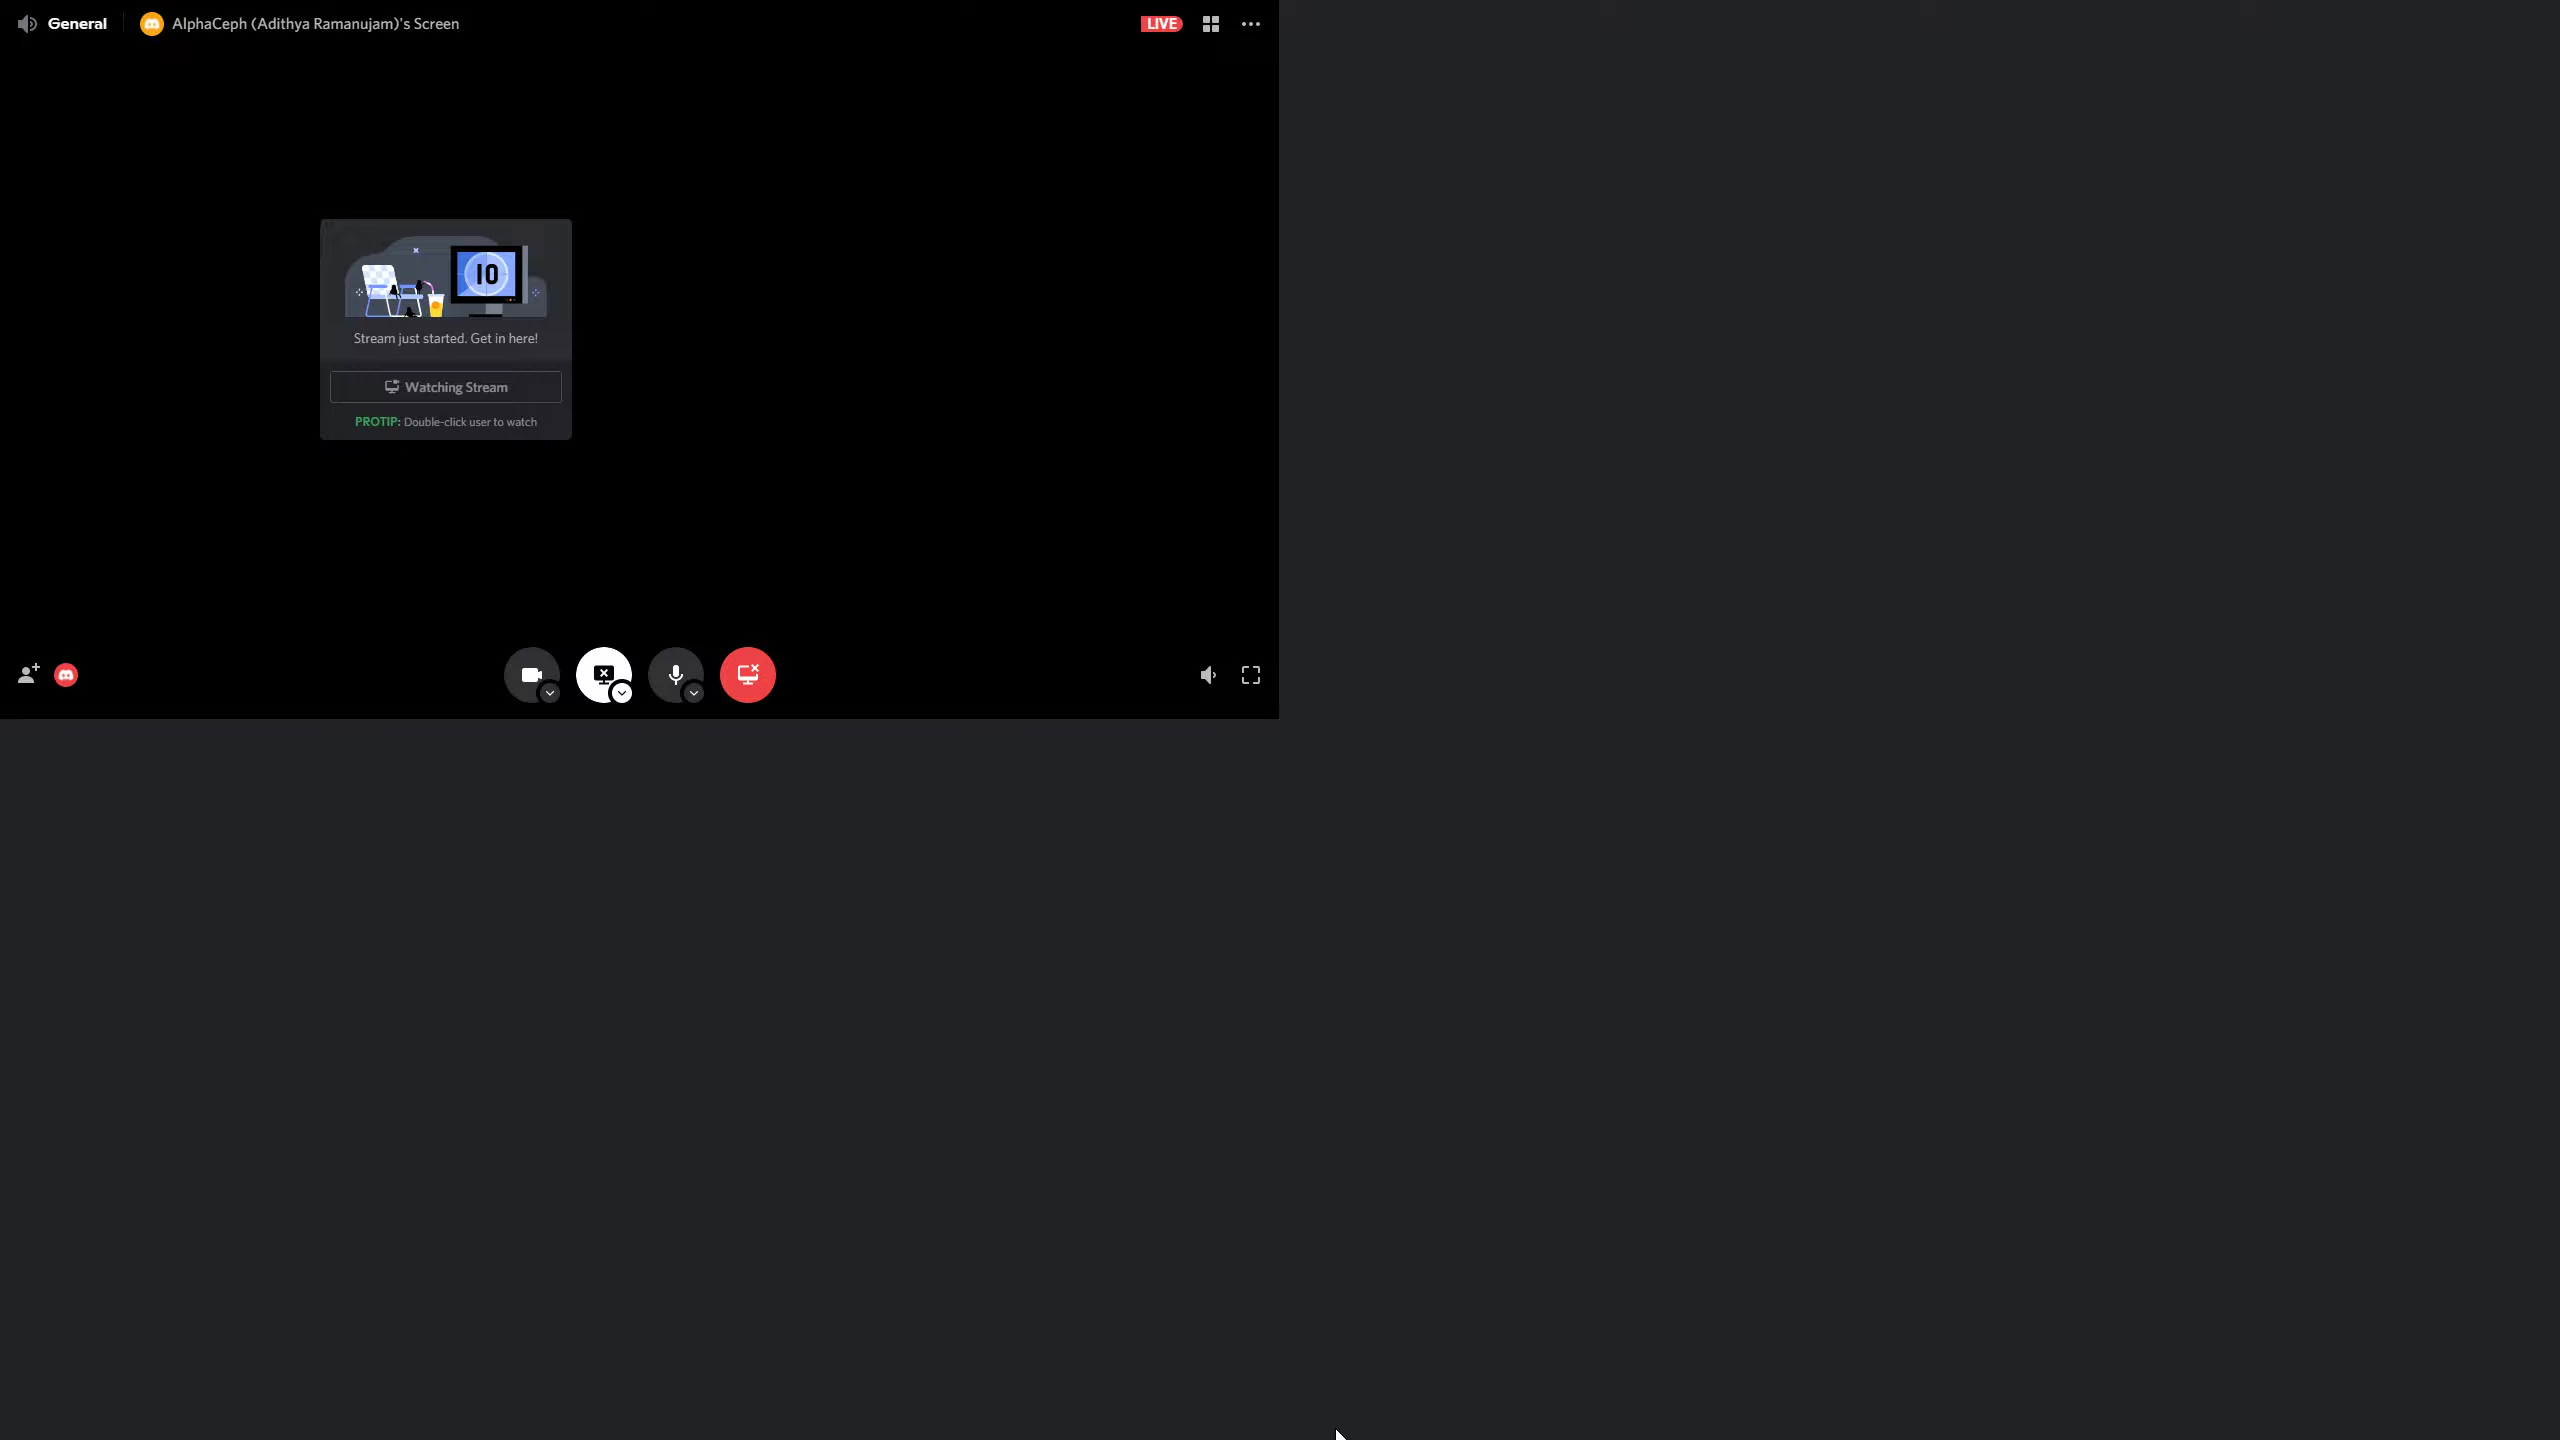 General
AlphaCeph (Adithya Ramanujam)'s Screen
LIVE
10
Stream just started. Get in here!
Watching Stream
PROTIP: Double-click user to watch